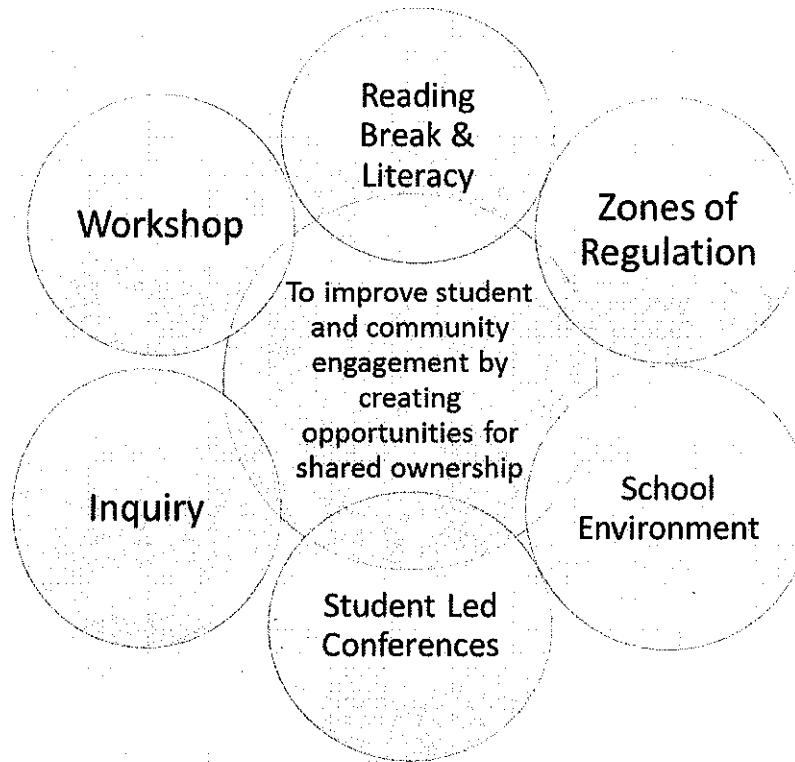 Reading
Break &
Literacy
Workshop
Zones of
Regulation
To improve student
and community
engagement by
creating
opportunities for
shared ownership
Inquiry
School
Environment
Student Led
Conferences